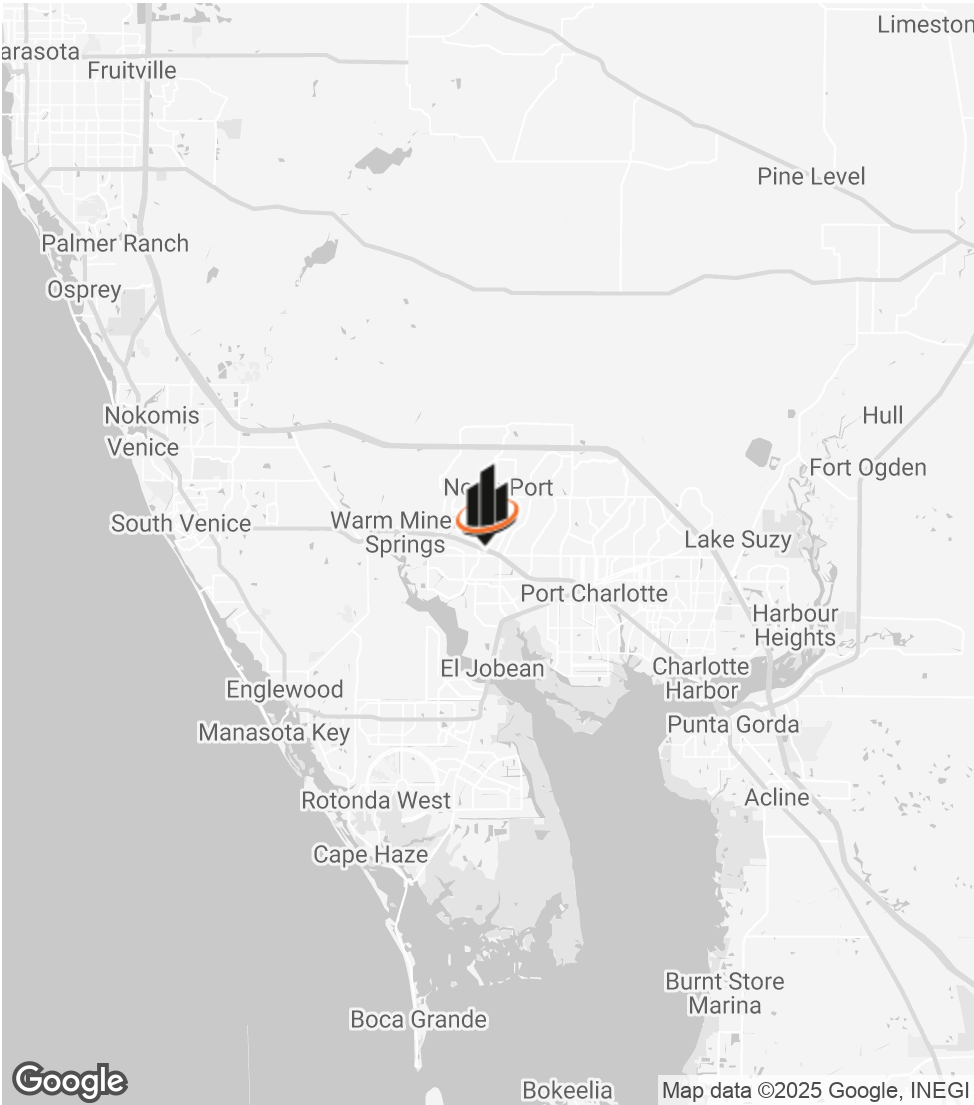 Limeston
arasota
Fruitville
Pine Level
Palmer Ranch
Osprey
Nokomis
Hull
Venice
Fort Ogden
No Port
South Venice
Warm Mine
Springs
Lake Suzy
Port Charlotte
Harbour
Heights
El Jobean
Charlotte
Harbor
Englewood
Punta Gorda
Manasota Key
Acline
Rotonda West
Cape Haze
Burnt Store
Marina
Boca Grande
Google
Bokeelia
Map data ©2025 Google, INEGI